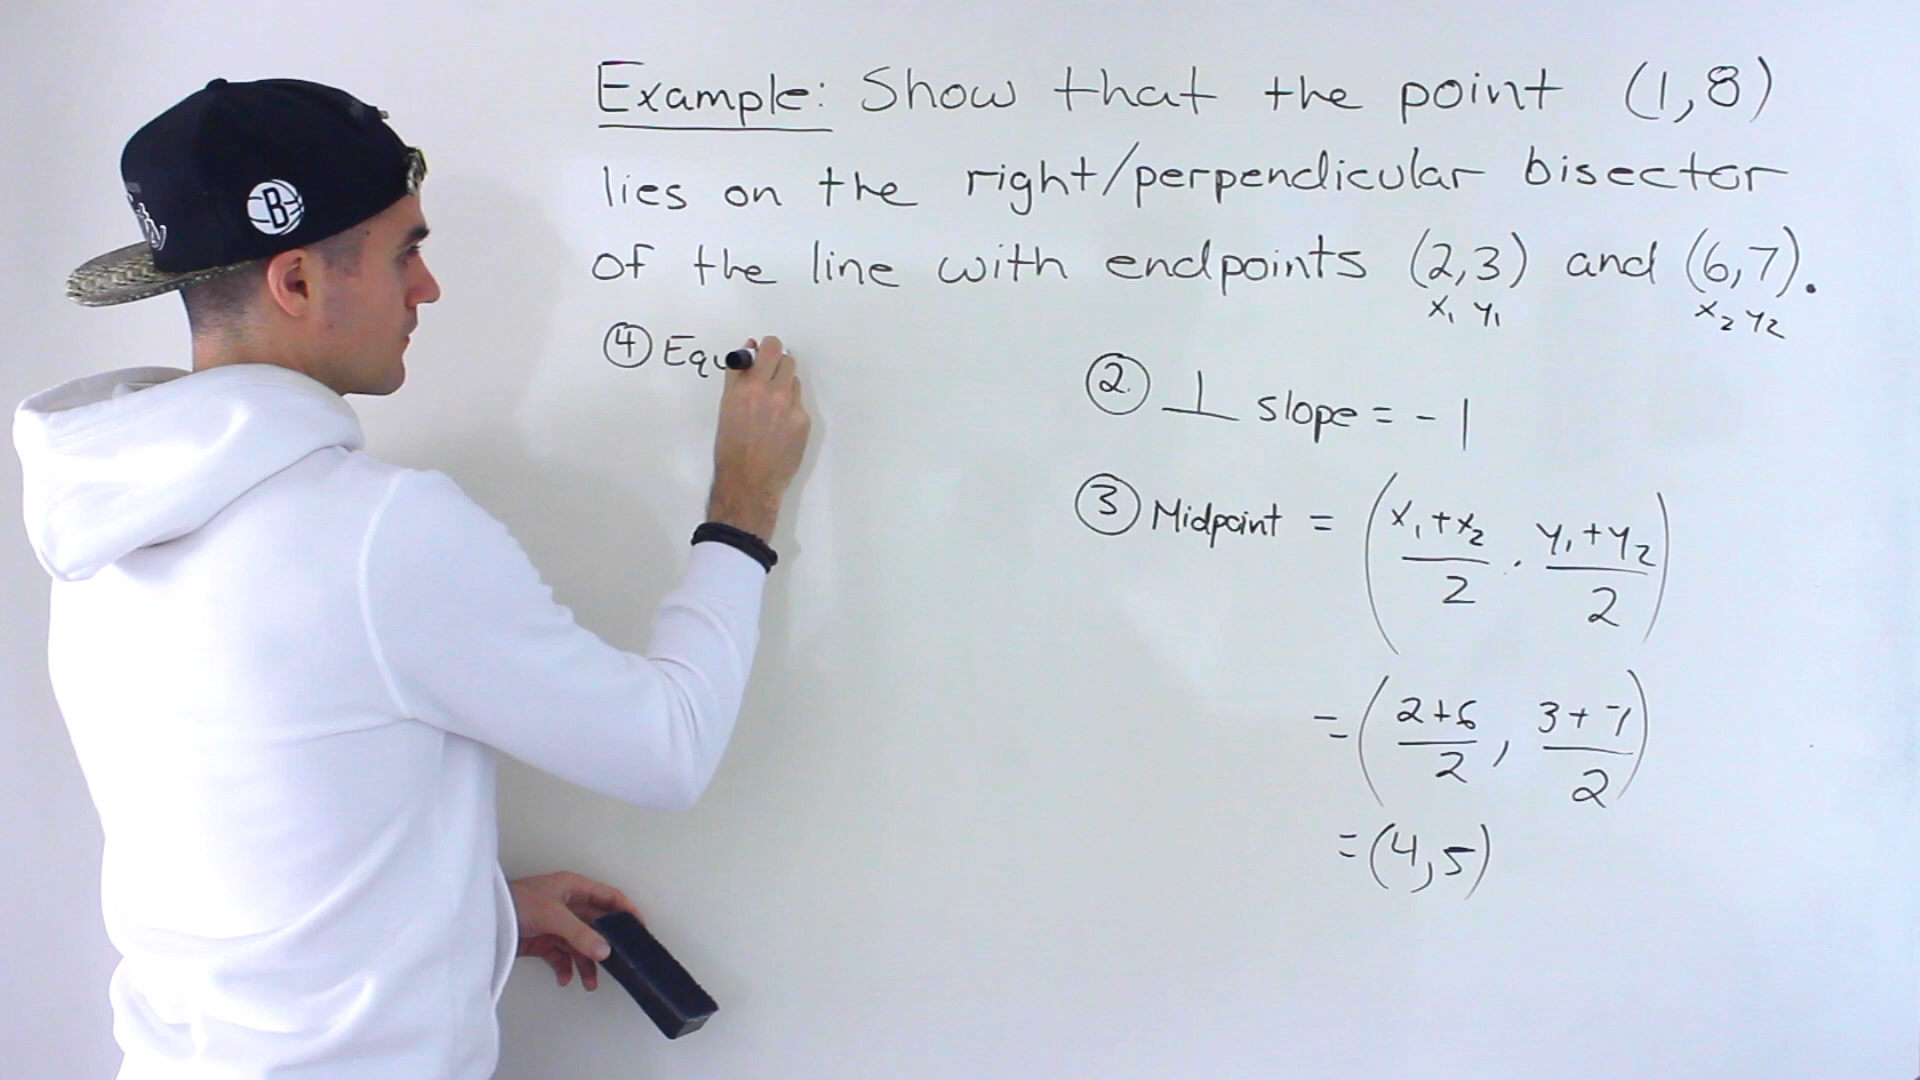 Example: Show that the point (1,8)
lies on the right/perpendicular bisector
of the line with endpoints (2,3) and (6,7).
x₁ y₁ x₂ y₂
④ Equ
② ⊥ slope = -1
③ Midpoint = (x₁+x₂/2, y₁+y₂/2)
= (2+6/2, 3+7/2)
= (4,5)
B